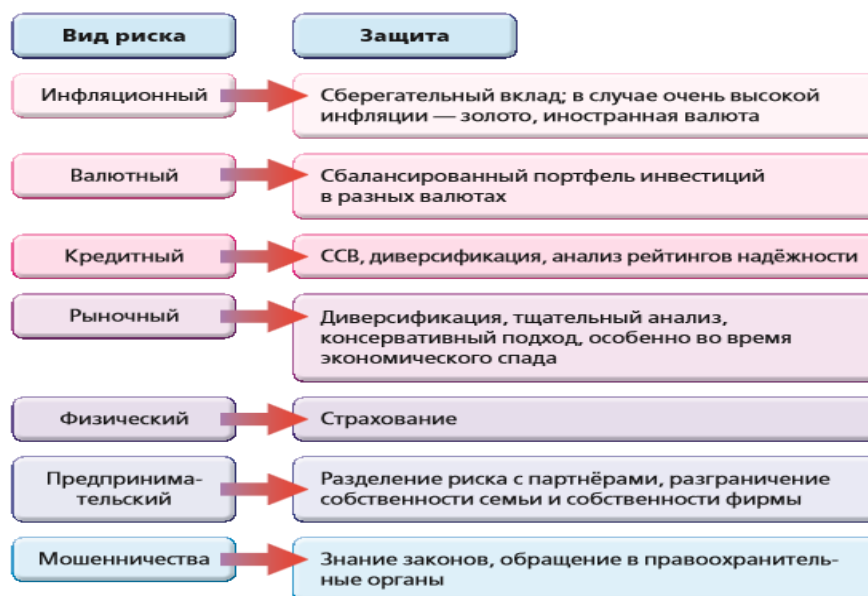 Вид риска
Защита
Инфляционный
Сберегательный вклад; в случае очень высокой
инфляции — золото, иностранная валюта
Валютный
Сбалансированный портфель инвестиций
в разных валютах
Кредитный
ССВ, диверсификация, анализ рейтингов надёжности
Рыночный
Диверсификация, тщательный анализ,
консервативный подход, особенно во время
экономического спада
Физический
Страхование
Предпринима-
тельский
Разделение риска с партнёрами, разграничение
собственности семьи и собственности фирмы
Мошенничества
Знание законов, обращение в правоохранитель-
ные органы